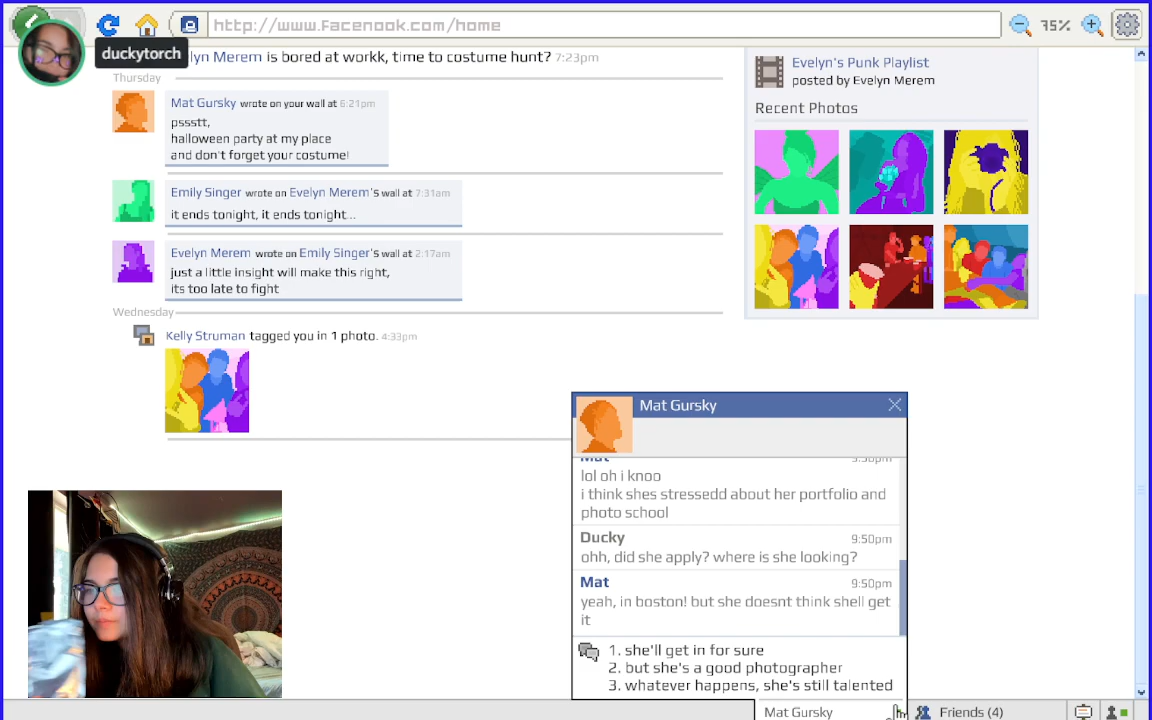 http://www.Facenook.com/home
75%
duckytorch
lyn Merem is bored at workk, time to costume hunt? 7:23pm
Thursday
Mat Gursky wrote on your wall at 6:21pm
pssstt,
halloween party at my place
and don't forget your costume!
Emily Singer wrote on Evelyn Merem'S wall at 7:31am
it ends tonight, it ends tonight...
Evelyn Merem wrote on Emily Singer'S wall at 2:17am
just a little insight will make this right,
its too late to fight
Wednesday
Kelly Struman tagged you in 1 photo. 4:33pm
Evelyn's Punk Playlist
posted by Evelyn Merem
Recent Photos
Mat Gursky
Mat
lol oh i knoo
i think shes stressedd about her portfolio and
photo school
Ducky 9:50pm
ohh, did she apply? where is she looking?
Mat 9:50pm
yeah, in boston! but she doesnt think shell get
it
1. she'll get in for sure
2. but she's a good photographer
3. whatever happens, she's still talented
Mat Gursky
Friends (4)